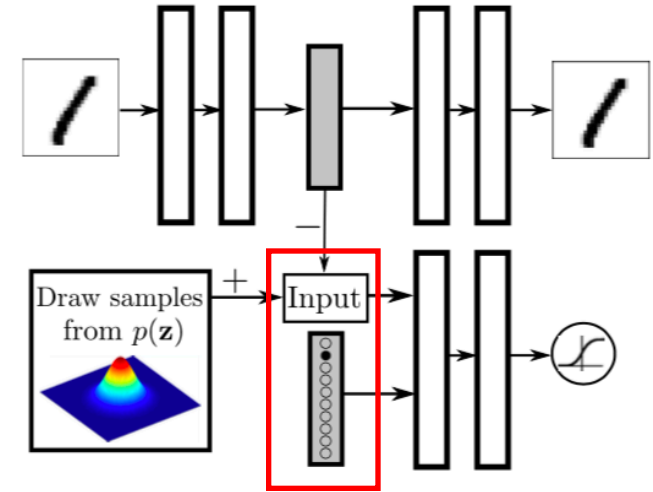 −
+
Draw samples
from p(z)
Input